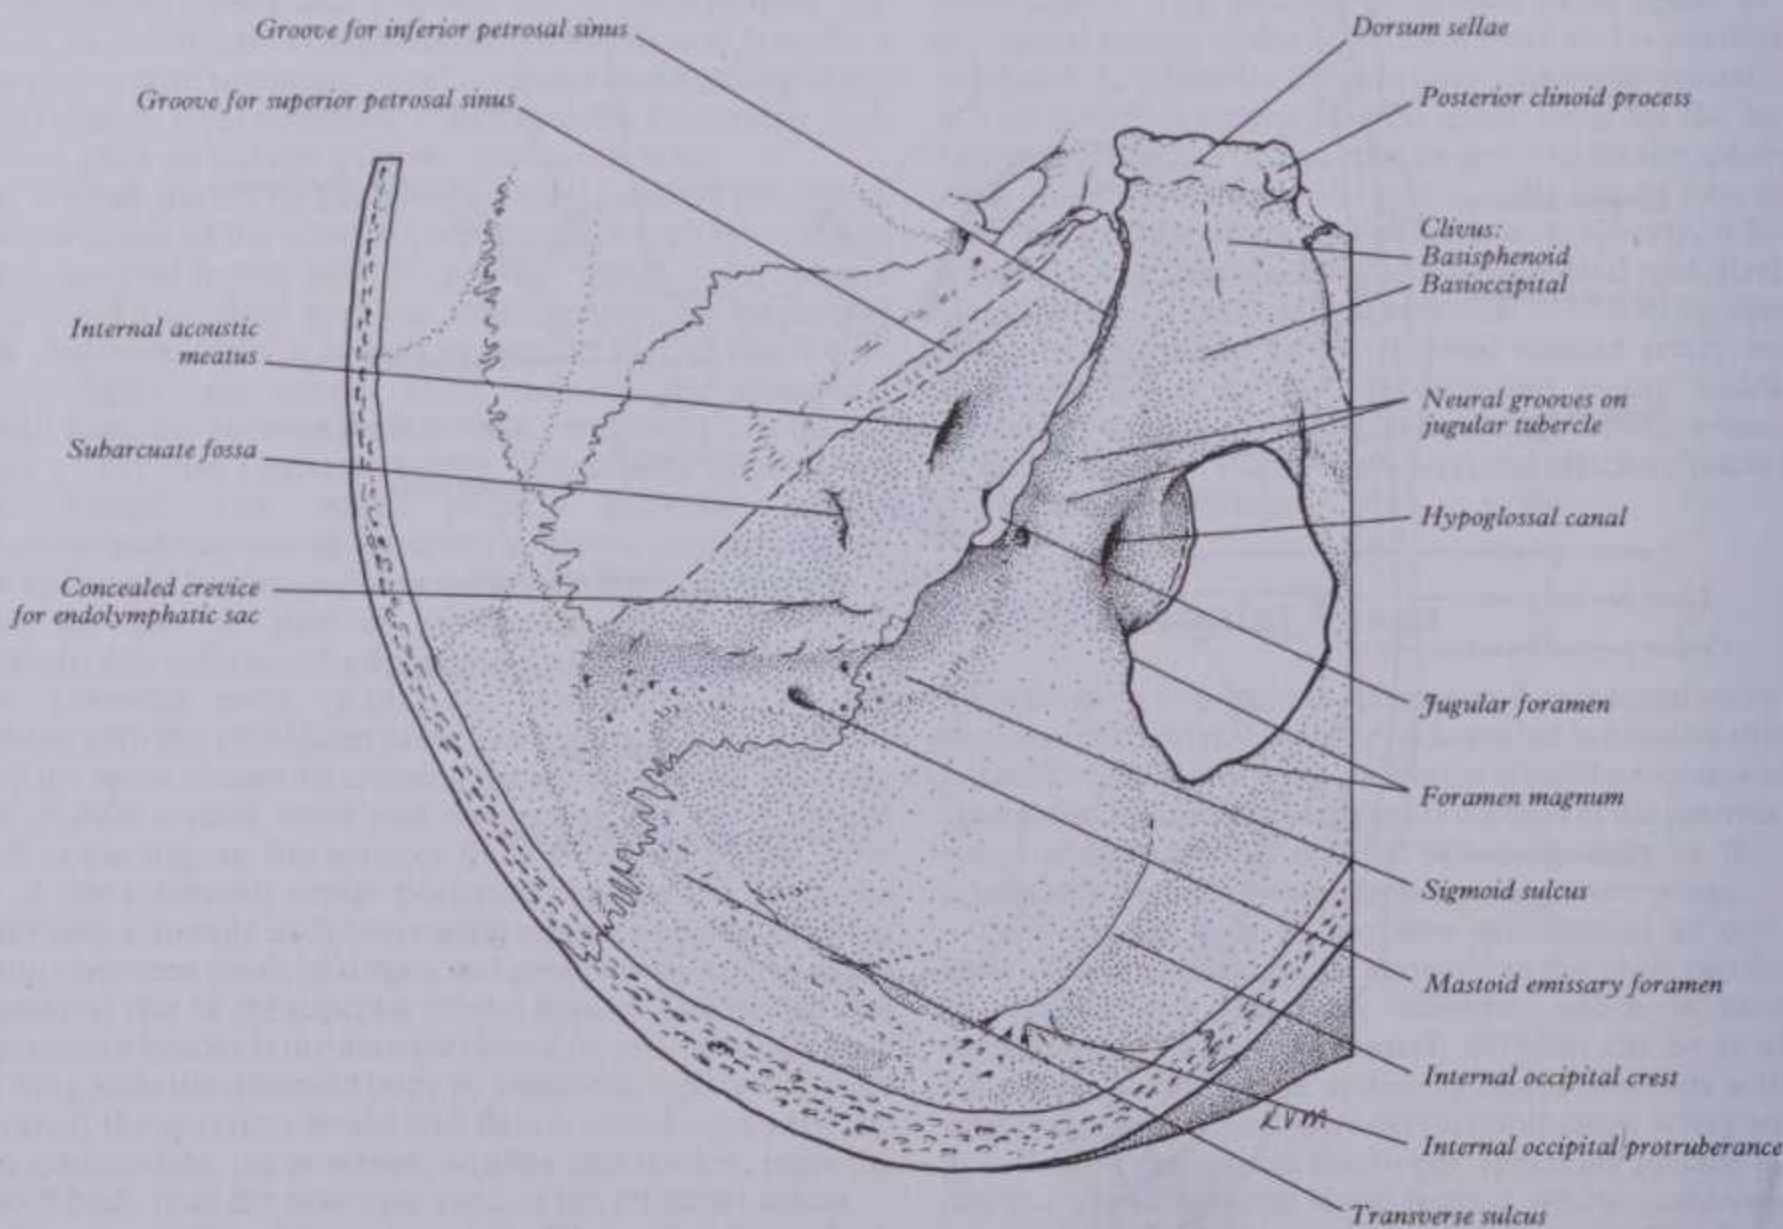 Groove for inferior petrosal sinus
Groove for superior petrosal sinus
Internal acoustic
meatus
Subarcuate fossa
Concealed crevice
for endolymphatic sac
Dorsum sellae
Posterior clinoid process
Clivus:
Basisphenoid
Basioccipital
Neural grooves on
jugular tubercle
Hypoglossal canal
Jugular foramen
Foramen magnum
Sigmoid sulcus
Mastoid emissary foramen
Internal occipital crest
Internal occipital protruberance
Transverse sulcus
RVM